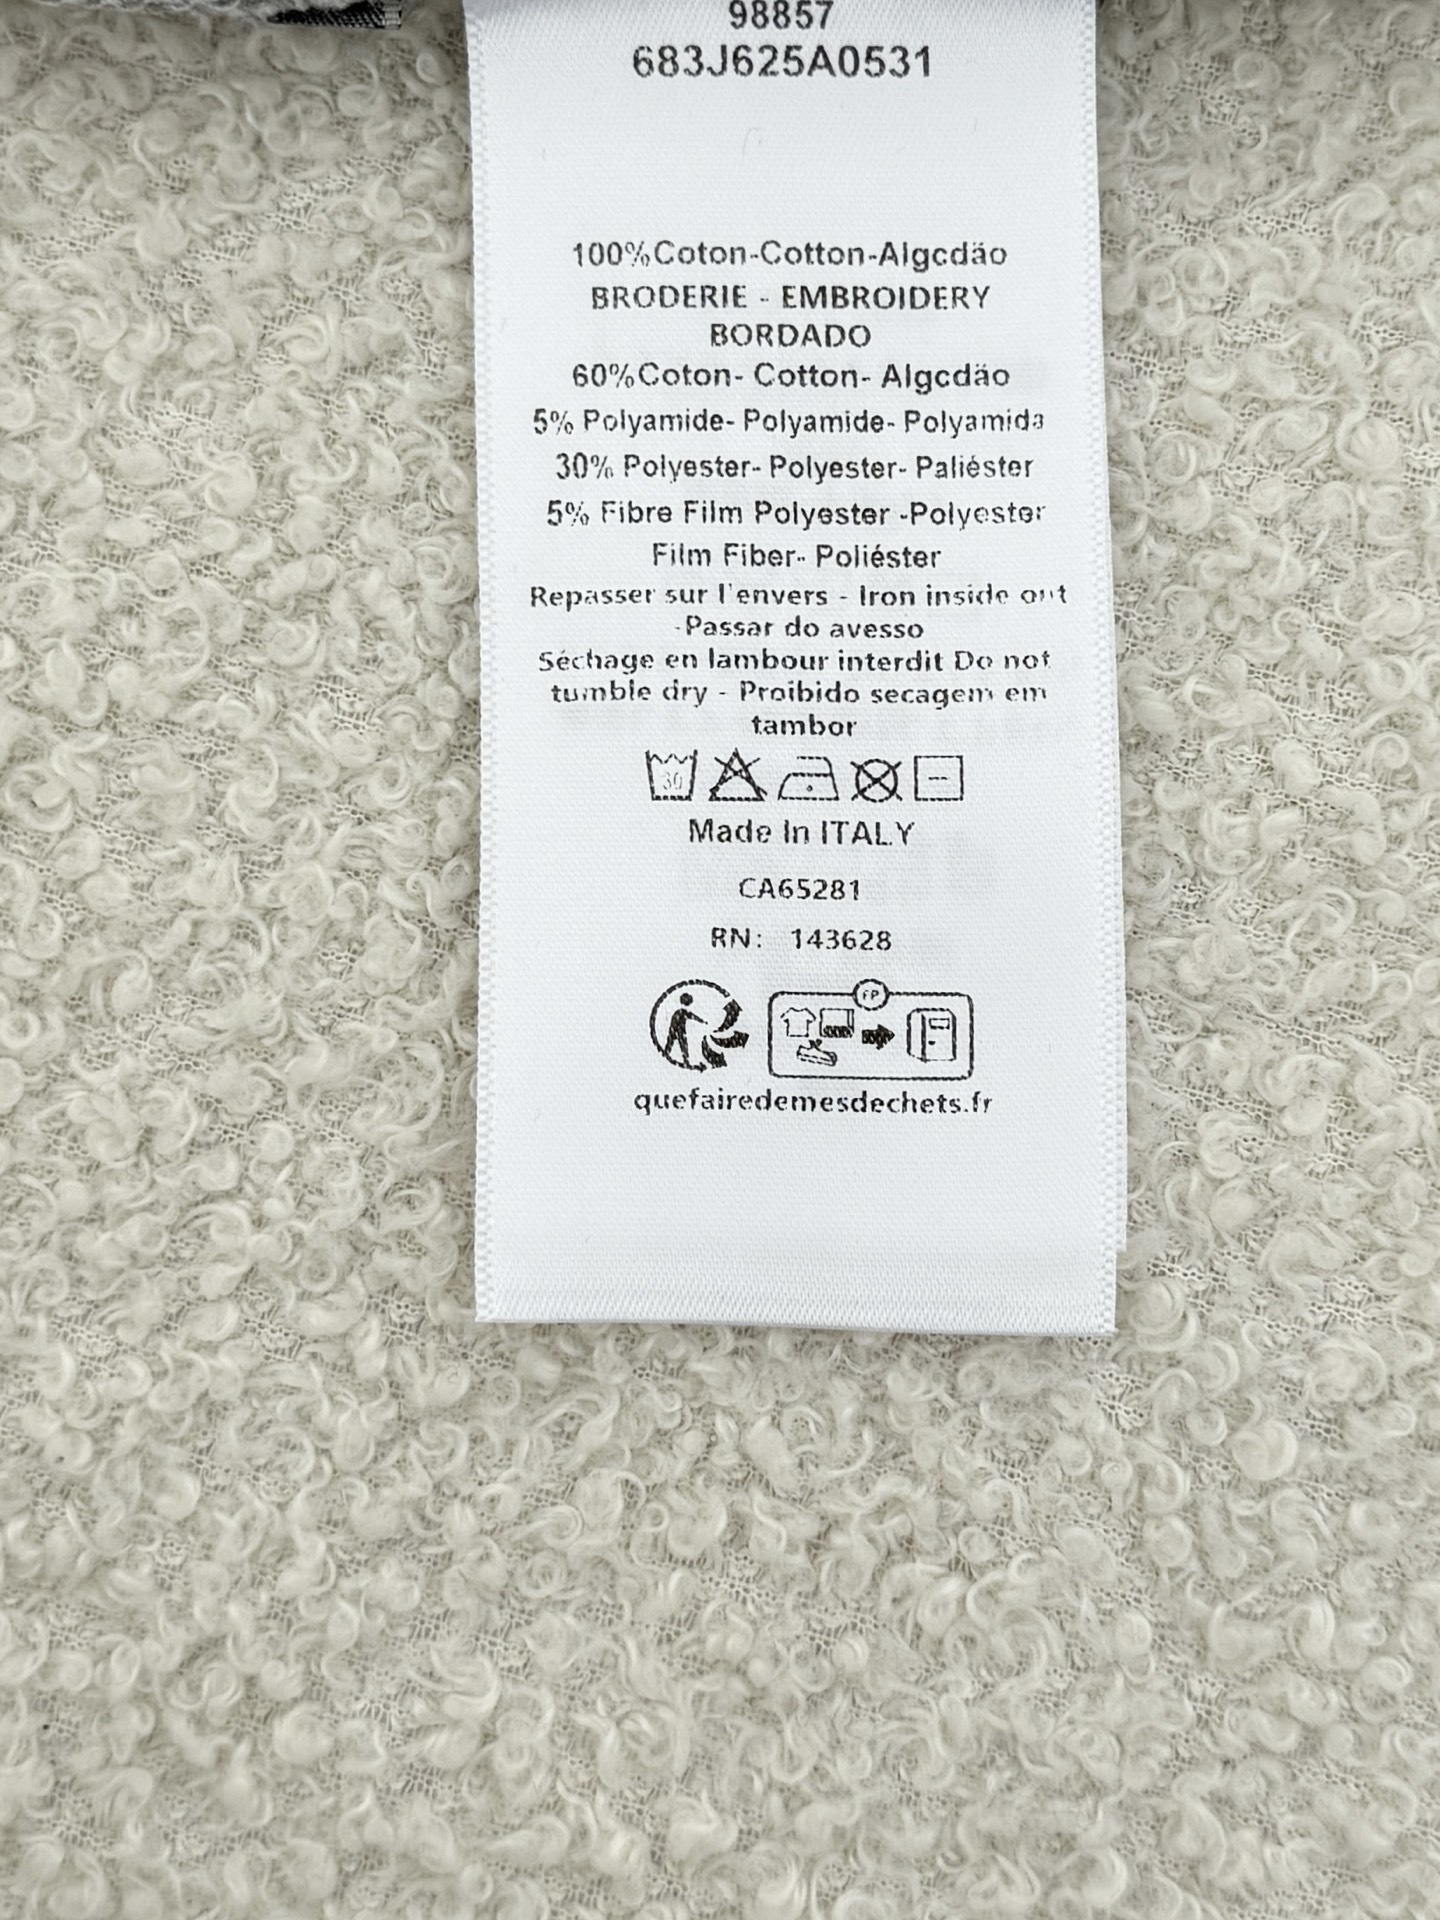 98857
683J625A0531
100%Coton-Cotton-Algcdäo
BRODERIE - EMBROIDERY
BORDADO
60%Coton- Cotton- Algcdäo
5% Polyamide- Polyamide- Polyamida
30% Polyester- Polyester- Paliéster
5% Fibre Film Polyester -Polyester
Film Fiber- Poliéster
Repasser sur l'envers - Iron inside out
-Passar do avesso
Séchage en lambour interdit Do not
tumble dry - Proibido secagem em
tambor
30
Made In ITALY
CA65281
RN: 143628
FP
quefairedemesdechets.fr